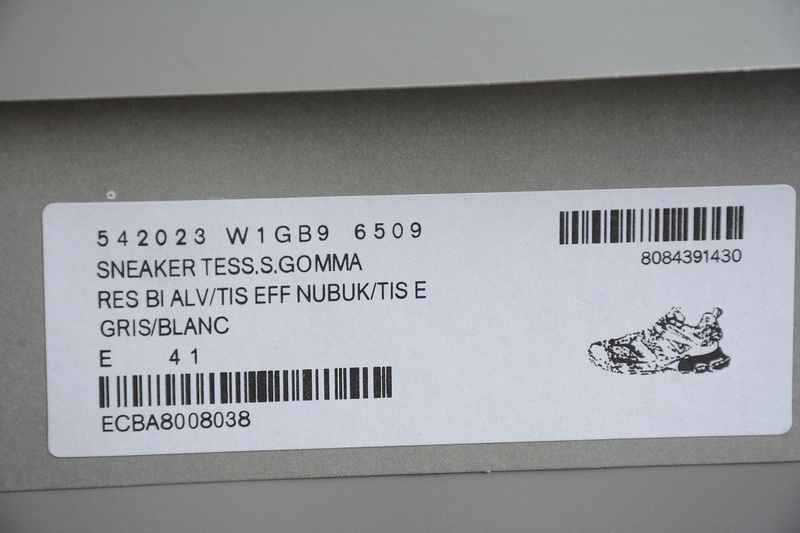 542023 W1GB9 6509
SNEAKER TESS.S.GOMMA
RES BI ALV/TIS EFF NUBUK/TIS E
GRIS/BLANC
E 41
ECBA8008038
8084391430